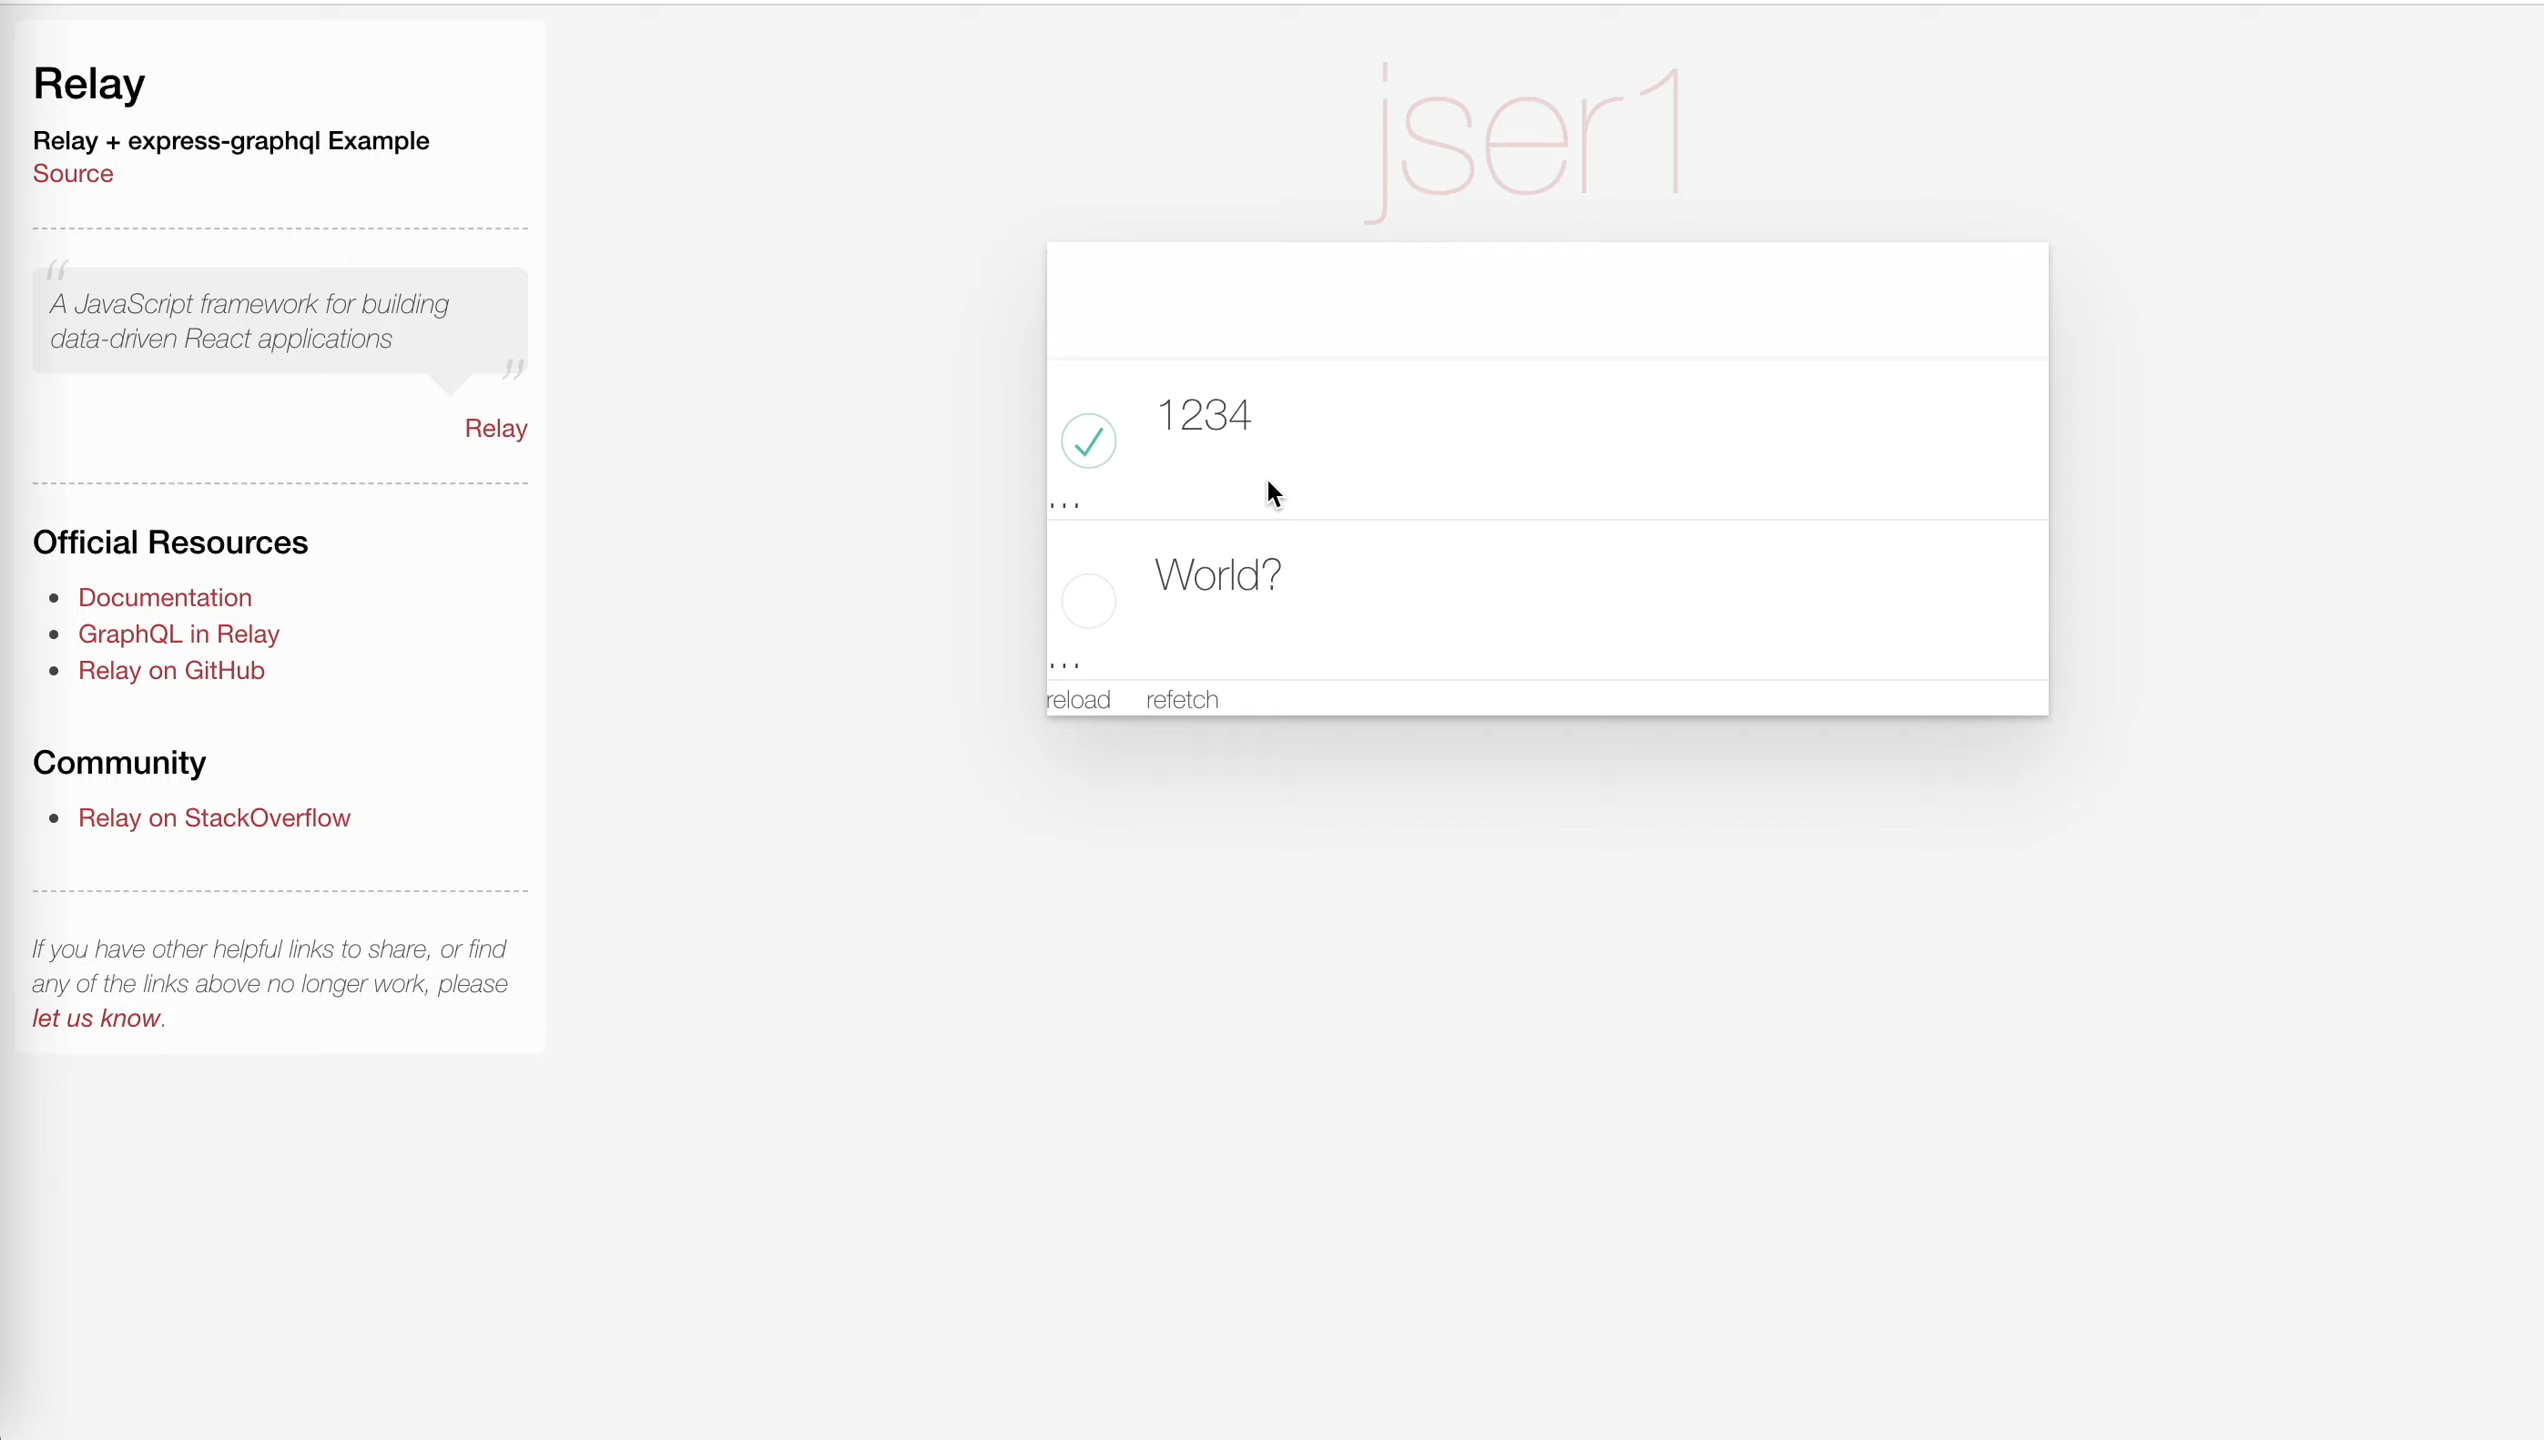 Relay
Relay + express-graphql Example
Source
“
A JavaScript framework for building
data-driven React applications
”
Relay
Official Resources
• Documentation
• GraphQL in Relay
• Relay on GitHub
Community
• Relay on StackOverflow
If you have other helpful links to share, or find
any of the links above no longer work, please
let us know.
jser1
1234
...
World?
...
reload refetch